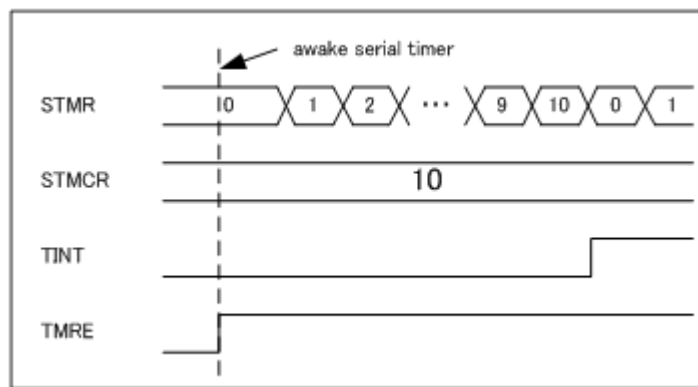 awake serial timer
STMR 0 1 2 ... 9 10 0 1
STMCR 10
TINT
TMRE